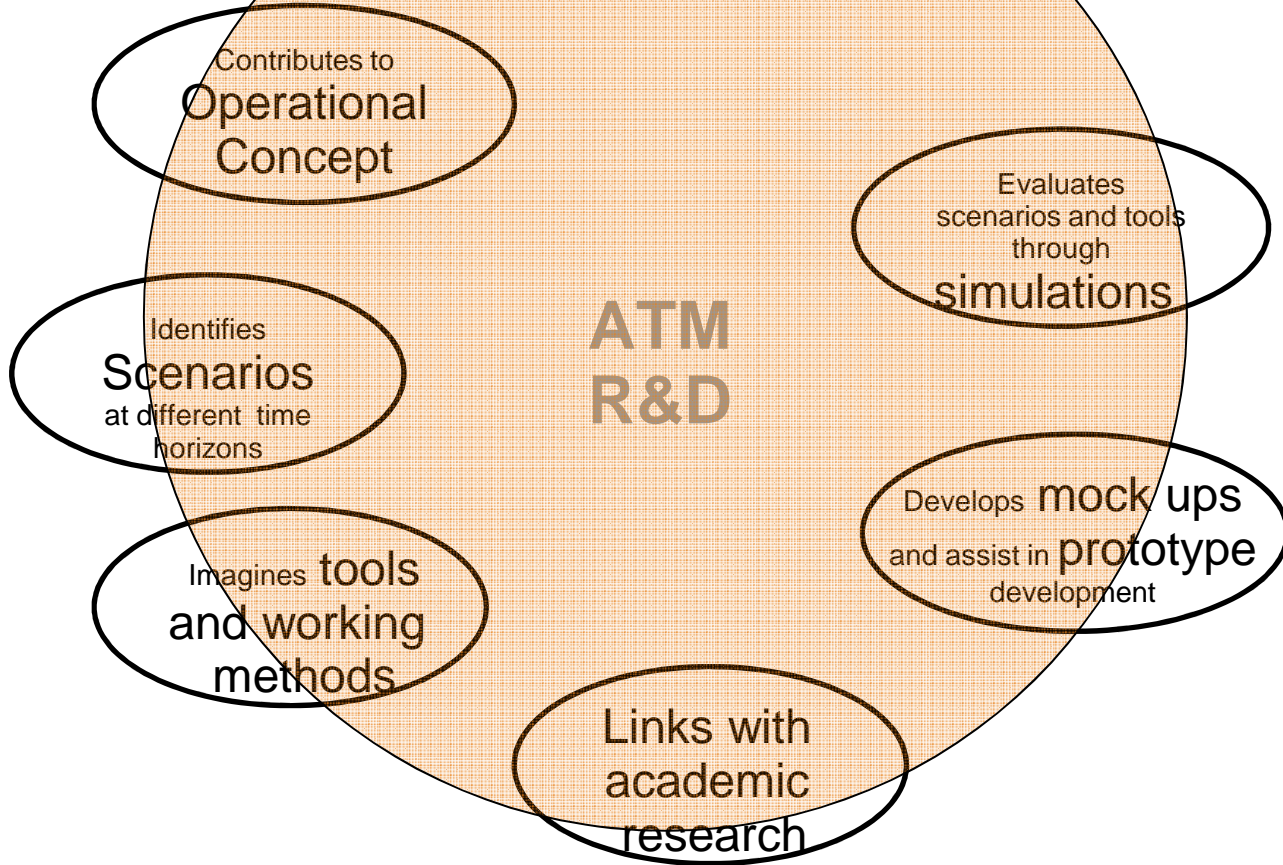 Contributes to
Operational
Concept
Evaluates
scenarios and tools
through
simulations
ATM
R&D
Identifies
Scenarios
at different time
horizons
Develops mock ups
and assist in prototype
development
Imagines tools
and working
methods
Links with
academic
research